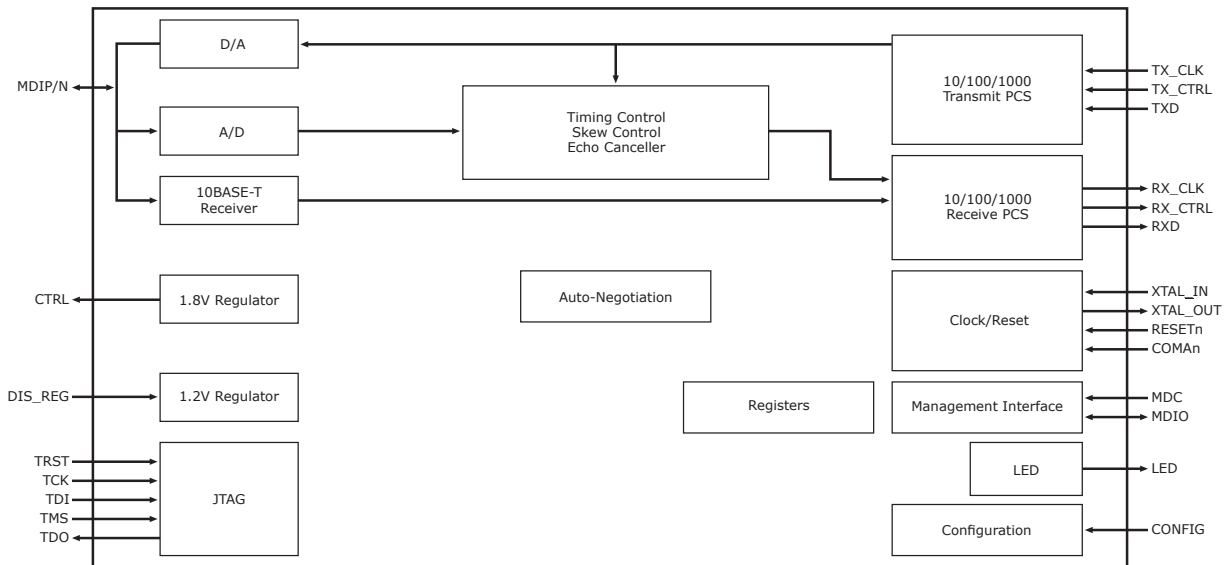 MDIP/N
D/A
A/D
10BASE-T
Receiver
Timing Control
Skew Control
Echo Canceller
10/100/1000
Transmit PCS
TX_CLK
TX_CTRL
TXD
10/100/1000
Receive PCS
RX_CLK
RX_CTRL
RXD
CTRL
1.8V Regulator
Auto-Negotiation
Clock/Reset
XTAL_IN
XTAL_OUT
RESETn
COMAn
DIS_REG
1.2V Regulator
Registers
Management Interface
MDC
MDIO
TRST
TCK
TDI
TMS
TDO
JTAG
LED
LED
Configuration
CONFIG